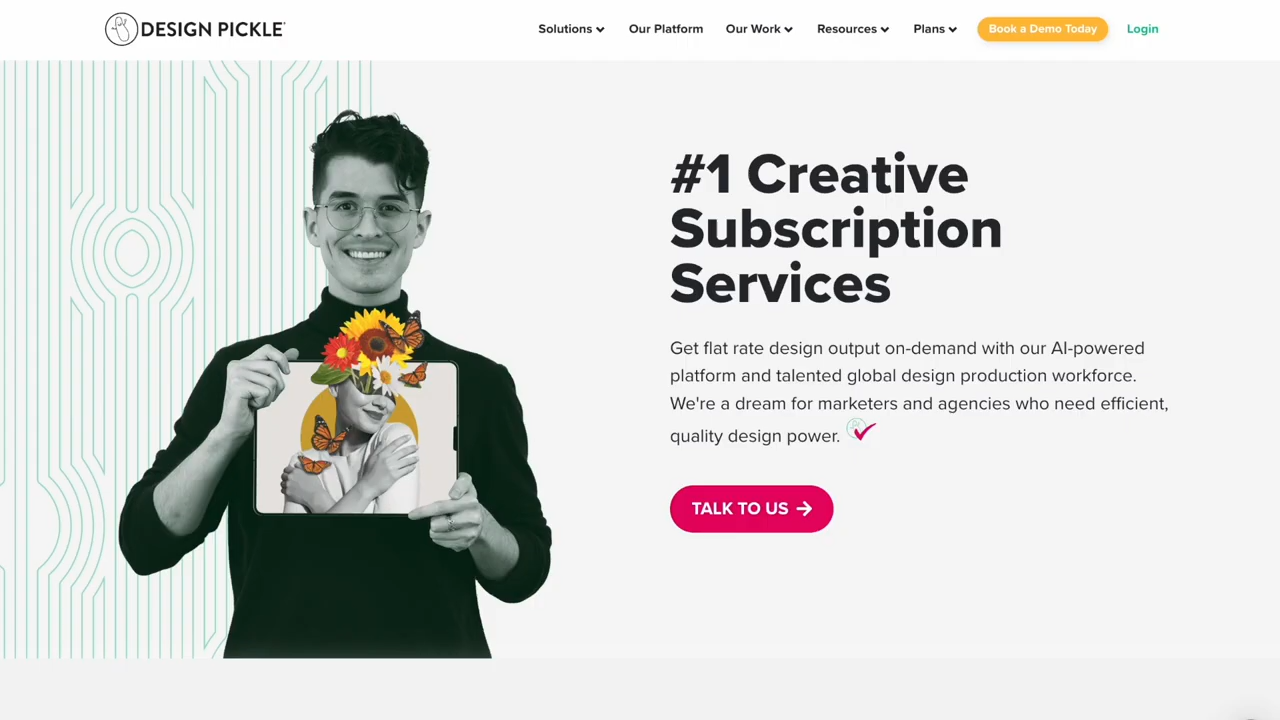 DESIGN PICKLE
Solutions
Our Platform
Our Work
Resources
Plans
Book a Demo Today
Login
#1 Creative
Subscription
Services
Get flat rate design output on-demand with our AI-powered
platform and talented global design production workforce.
We're a dream for marketers and agencies who need efficient,
quality design power.
TALK TO US